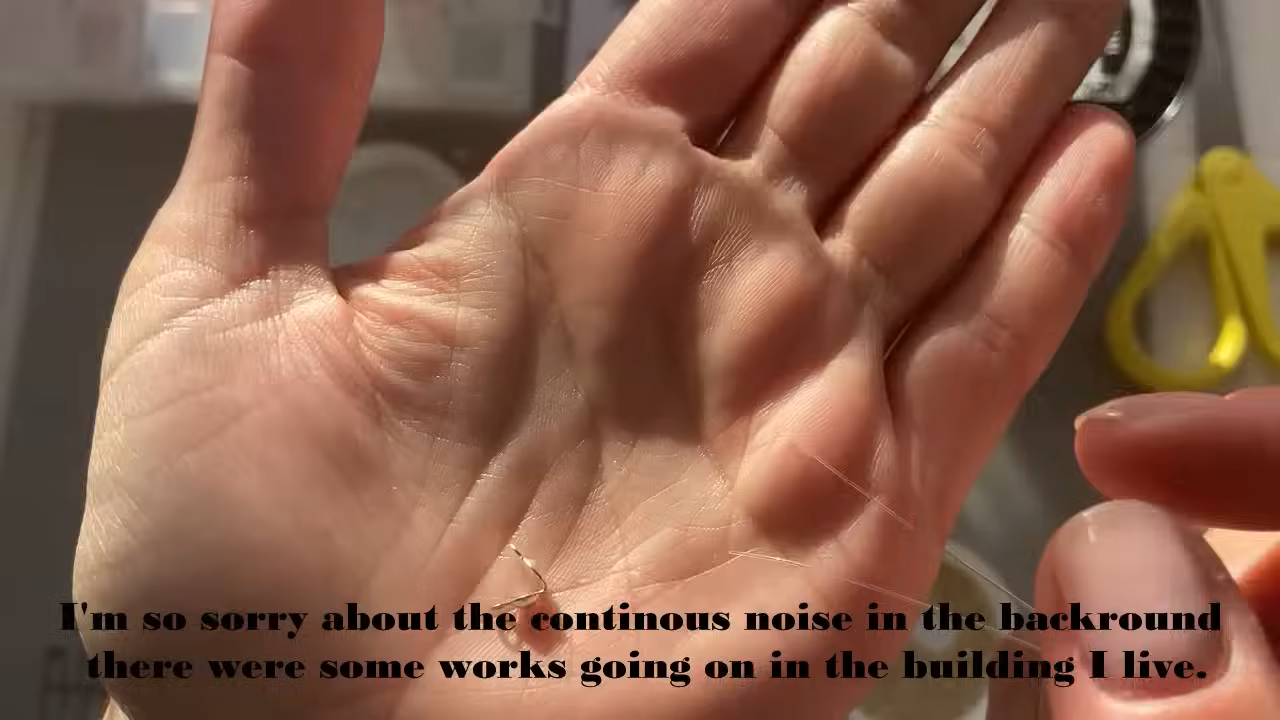 I'm so sorry about the continous noise in the backround
there were some works going on in the building I live.